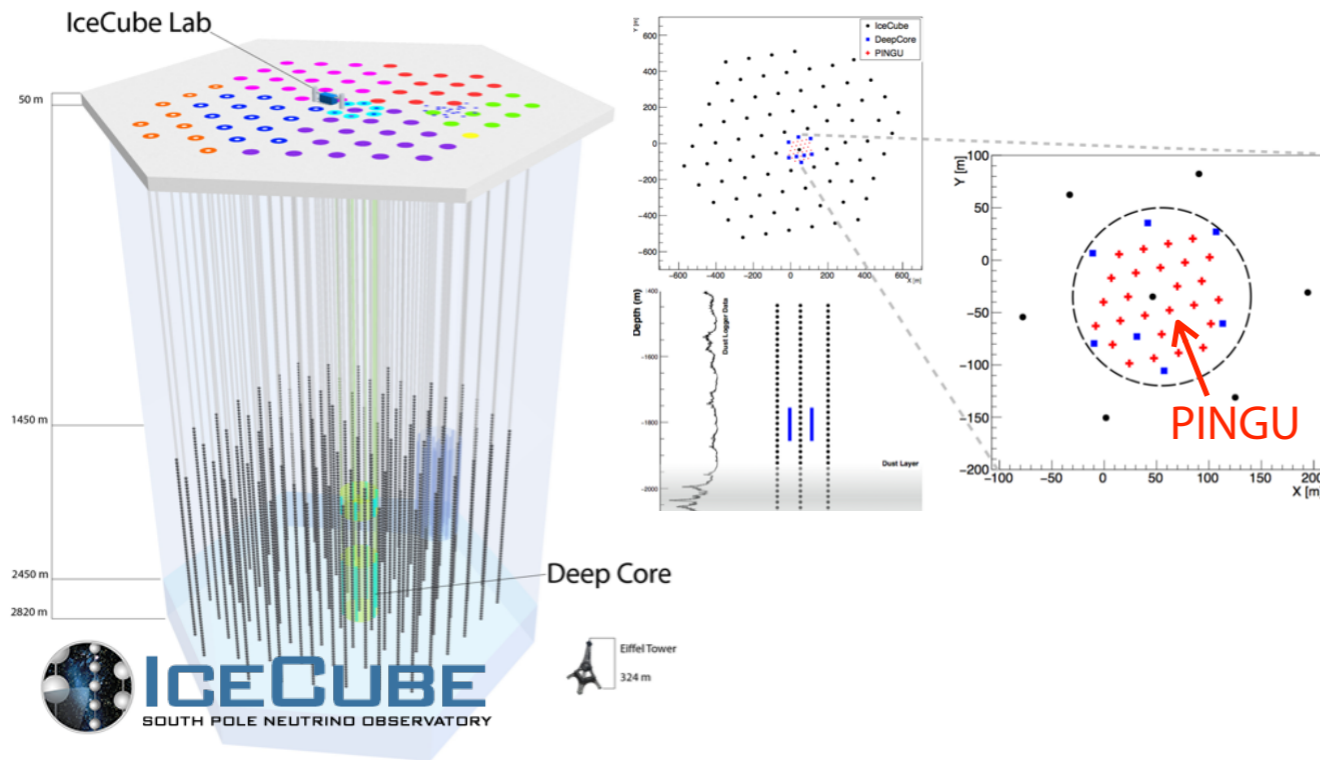 IceCube Lab
50 m
1450 m
2450 m
2820 m
Deep Core
Eiffel Tower
324 m
ICECUBE
SOUTH POLE NEUTRINO OBSERVATORY
Y [m]
600
400
200
0
−200
−400
−600
−600 −400 −200 0 200 400 600
X [m]
IceCube
DeepCore
PINGU
Depth (m)
-1400
-1600
-1800
-2000
Dust Logger Data
Dust Layer
Y [m]
100
50
0
−50
−100
−150
−200
−100 −50 0 50 100 150 200
X [m]
PINGU